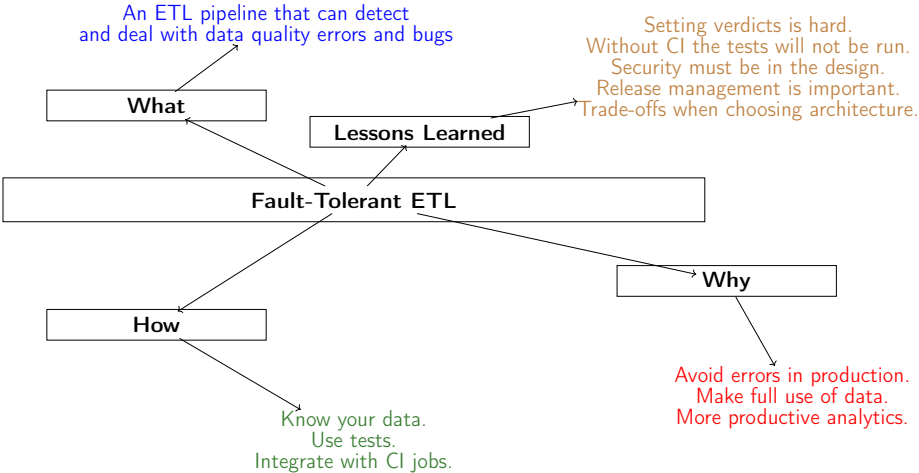 An ETL pipeline that can detect
and deal with data quality errors and bugs
What
Setting verdicts is hard.
Without CI the tests will not be run.
Security must be in the design.
Release management is important.
Trade-offs when choosing architecture.
Lessons Learned
Fault-Tolerant ETL
Why
How
Avoid errors in production.
Make full use of data.
More productive analytics.
Know your data.
Use tests.
Integrate with CI jobs.